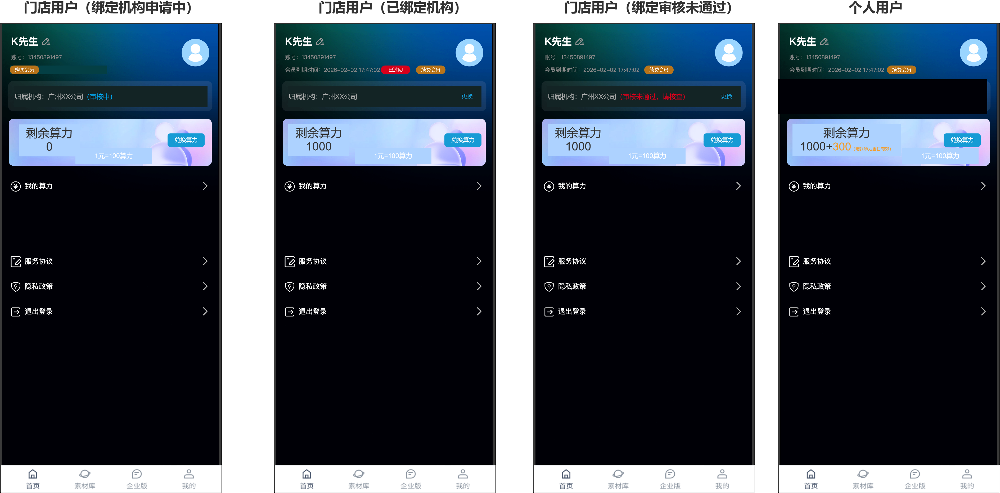 门店用户（绑定机构申请中）
K先生
账号：13450891497
购买会员
归属机构：广州XX公司（审核中）
剩余算力
0
兑换算力
1元=100算力
我的算力
服务协议
隐私政策
退出登录
首页 素材库 企业版 我的
门店用户（已绑定机构）
K先生
账号：13450891497
会员到期时间：2026-02-02 17:47:02 已过期 续费会员
归属机构：广州XX公司 更换
剩余算力
1000
兑换算力
1元=100算力
我的算力
服务协议
隐私政策
退出登录
首页 素材库 企业版 我的
门店用户（绑定审核未通过）
K先生
账号：13450891497
会员到期时间：2026-02-02 17:47:02 续费会员
归属机构：广州XX公司（审核未通过，请核查） 更换
剩余算力
1000
兑换算力
1元=100算力
我的算力
服务协议
隐私政策
退出登录
首页 素材库 企业版 我的
个人用户
K先生
账号：13450891497
会员到期时间：2026-02-02 17:47:02 续费会员
剩余算力
1000+300（赠送算力当日有效）
兑换算力
1元=100算力
我的算力
服务协议
隐私政策
退出登录
首页 素材库 企业版 我的